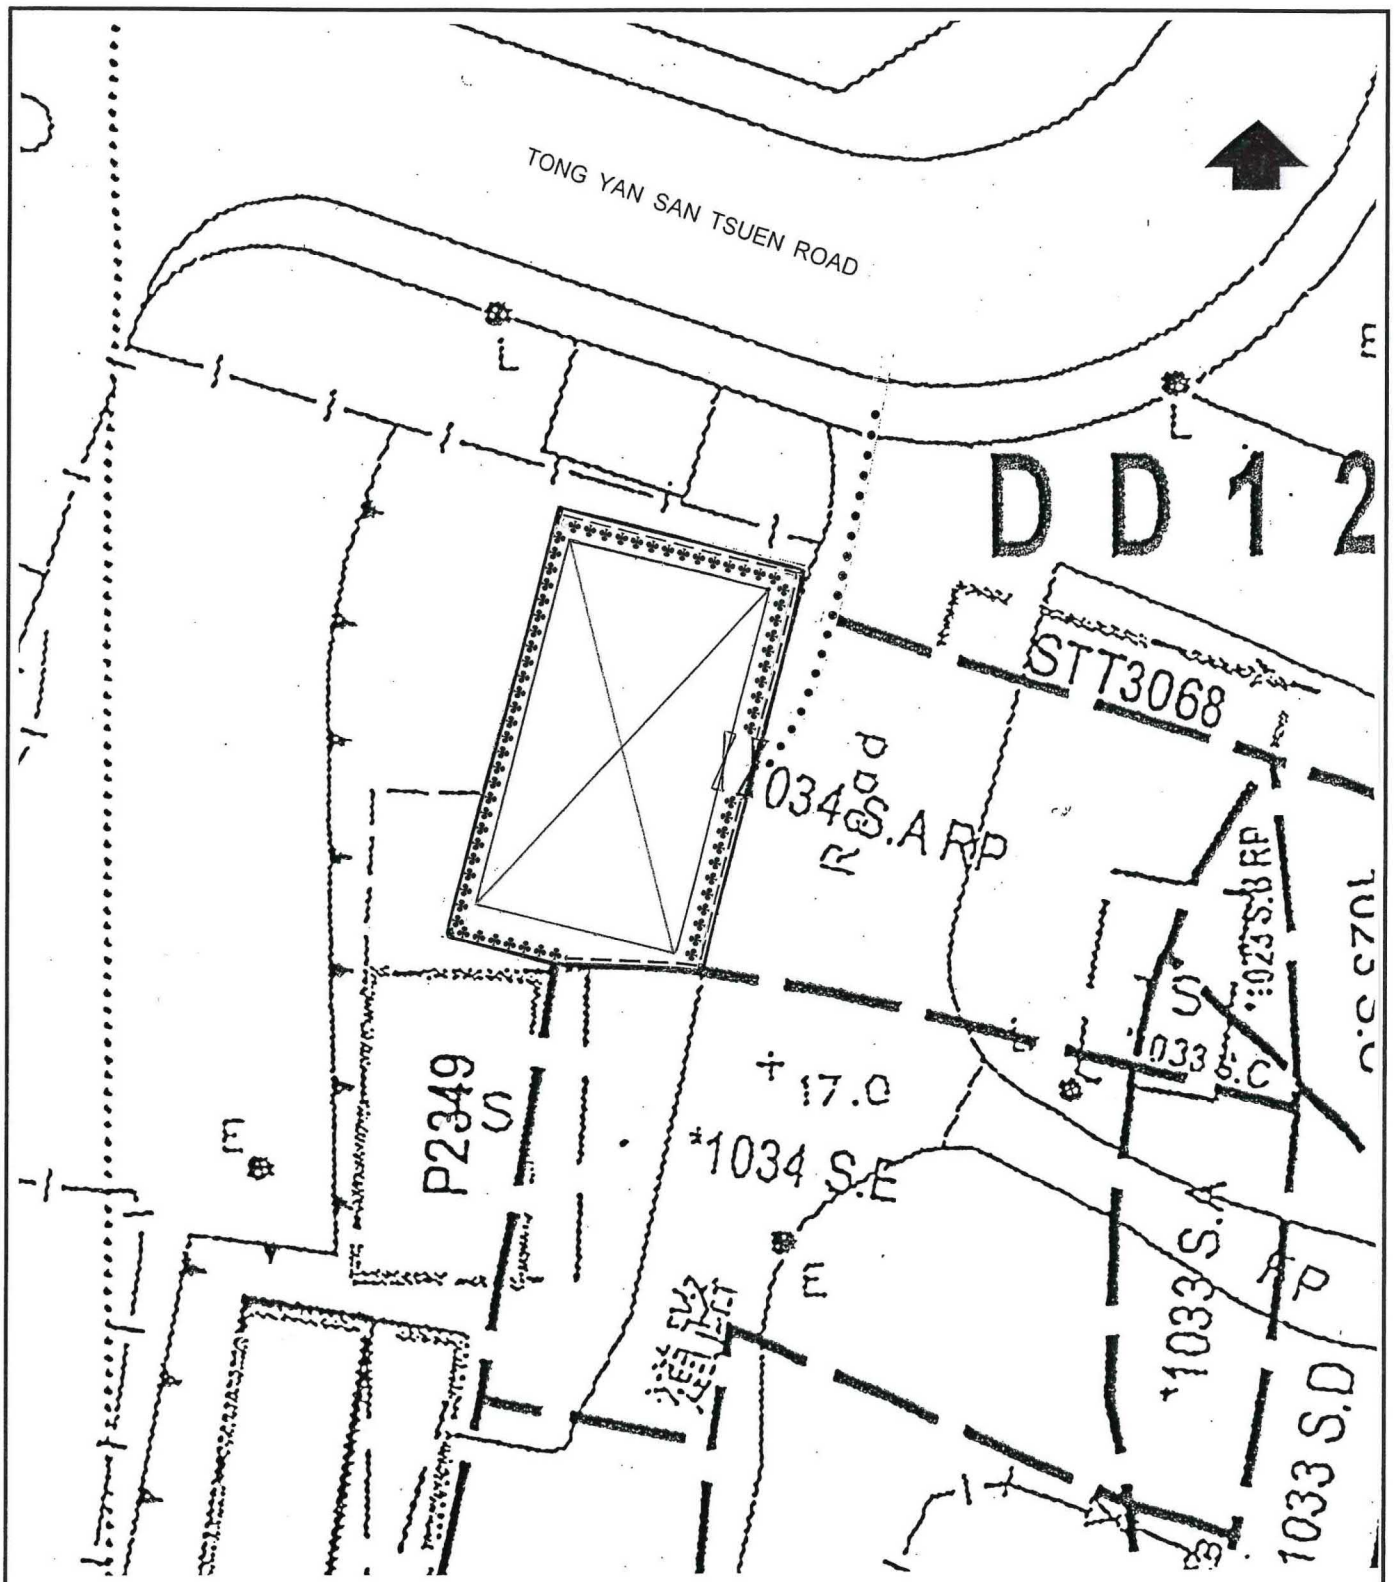 TONG YAN SAN TSUEN ROAD
L
E
L
DD12
STT3068
Road
1034 S.A RP
*1023 S.B RP
S
1033 S.C
P2349
S
17.0
*1034 S.E
E
E
道路
*1033 S.A
RP
1033 S.D